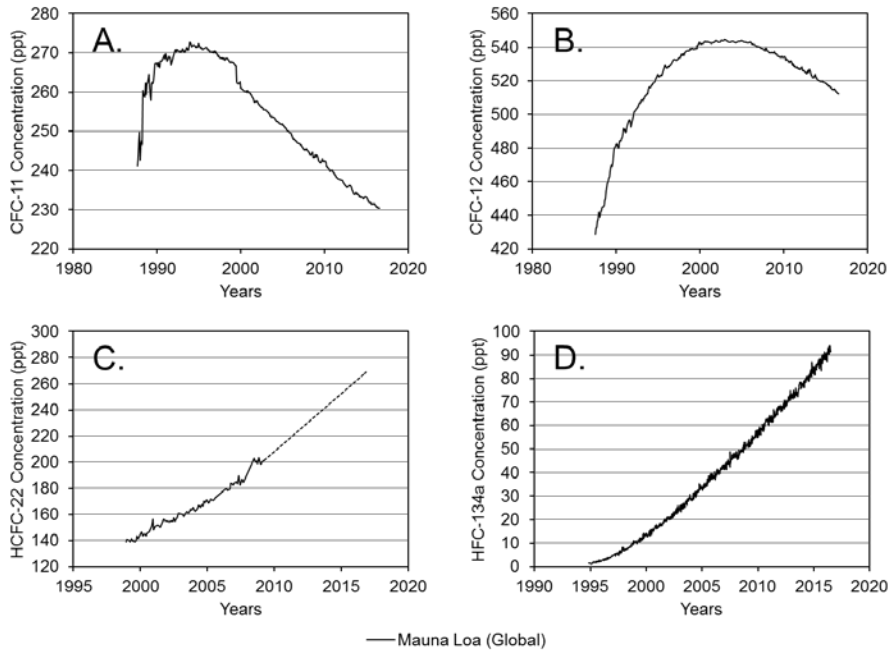 A.
CFC-11 Concentration (ppt)
280
270
260
250
240
230
220
1980 1990 2000 2010 2020
Years
B.
CFC-12 Concentration (ppt)
560
540
520
500
480
460
440
420
1980 1990 2000 2010 2020
Years
C.
HCFC-22 Concentration (ppt)
300
280
260
240
220
200
180
160
140
120
1995 2000 2005 2010 2015 2020
Years
D.
HFC-134a Concentration (ppt)
100
90
80
70
60
50
40
30
20
10
0
1990 1995 2000 2005 2010 2015 2020
Years
Mauna Loa (Global)